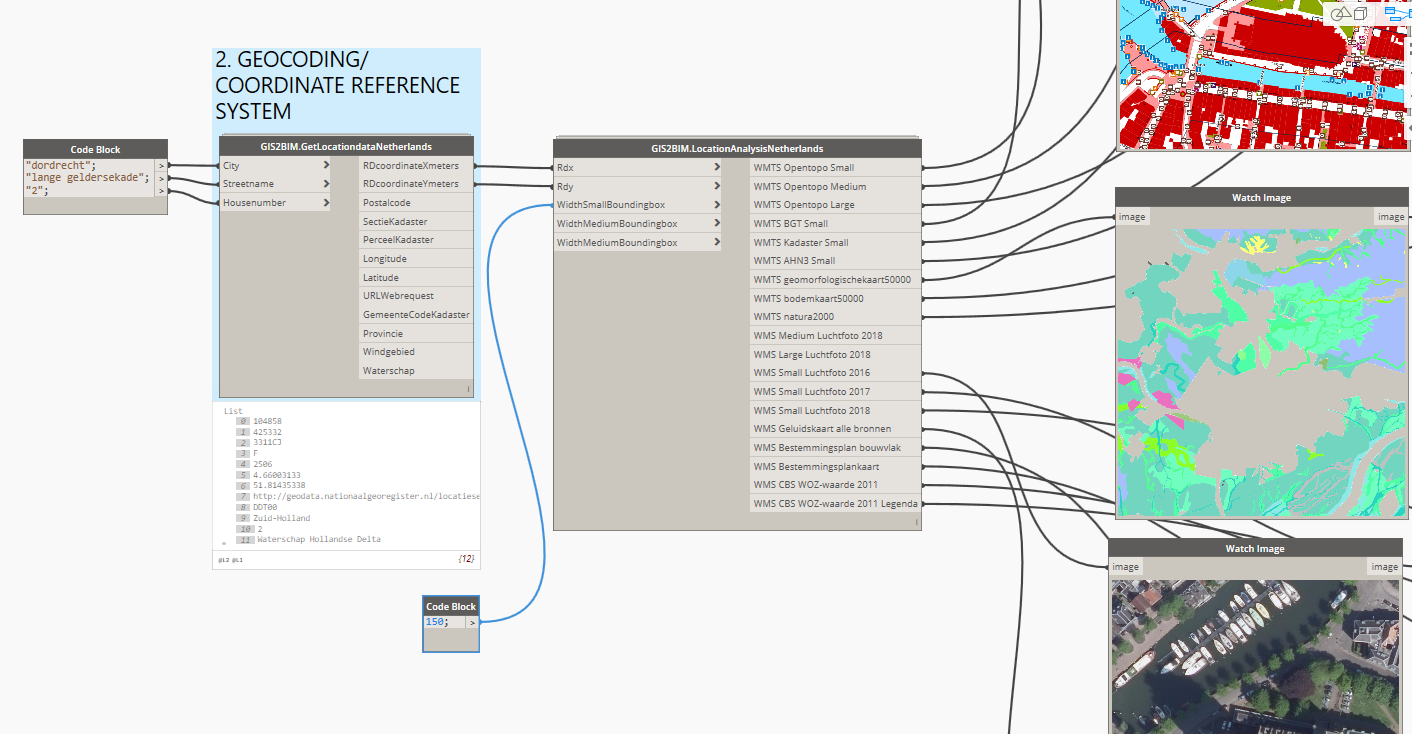 2. GEOCODING/
COORDINATE REFERENCE
SYSTEM
Code Block
"dordrecht"; >
"lange geldersekade"; >
"2"; >
GIS2BIM.GetLocationdataNetherlands
City > RDcoordinateXmeters
Streetname > RDcoordinateYmeters
Housenumber > Postalcode
SectieKadaster
PerceelKadaster
Longitude
Latitude
URLWebrequest
GemeenteCodeKadaster
Provincie
Windgebied
Waterschap
l
List
0 104858
1 425332
2 3311CJ
3 F
4 2506
5 4.66003133
6 51.81435338
7 http://geodata.nationaalgeoregister.nl/locatiese
8 DDT00
9 Zuid-Holland
10 2
11 Waterschap Hollandse Delta
@L2 @L1 {12}
Code Block
150; >
GIS2BIM.LocationAnalysisNetherlands
Rdx > WMTS Opentopo Small
Rdy > WMTS Opentopo Medium
WidthSmallBoundingbox > WMTS Opentopo Large
WidthMediumBoundingbox > WMTS BGT Small
WidthMediumBoundingbox > WMTS Kadaster Small
WMTS AHN3 Small
WMTS geomorfologischekaart50000
WMTS bodemkaart50000
WMTS natura2000
WMS Medium Luchtfoto 2018
WMS Large Luchtfoto 2018
WMS Small Luchtfoto 2016
WMS Small Luchtfoto 2017
WMS Small Luchtfoto 2018
WMS Geluidskaart alle bronnen
WMS Bestemmingsplan bouwvlak
WMS Bestemmingsplankaart
WMS CBS WOZ-waarde 2011
WMS CBS WOZ-waarde 2011 Legenda
l
Watch Image
image image
Watch Image
image image